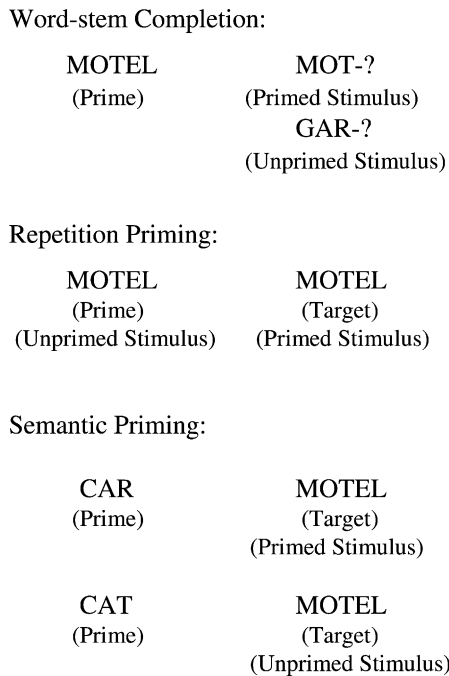 Word-stem Completion:
MOTEL MOT-?
(Prime) (Primed Stimulus)
GAR-?
(Unprimed Stimulus)
Repetition Priming:
MOTEL MOTEL
(Prime) (Target)
(Unprimed Stimulus) (Primed Stimulus)
Semantic Priming:
CAR MOTEL
(Prime) (Target)
(Primed Stimulus)
CAT MOTEL
(Prime) (Target)
(Unprimed Stimulus)